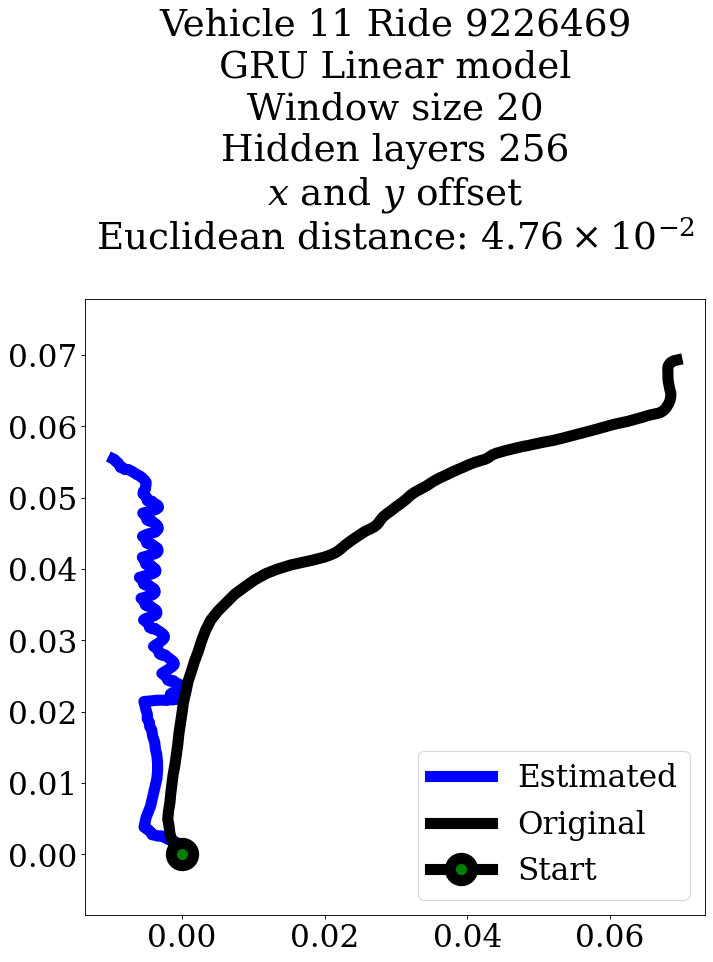 Vehicle 11 Ride 9226469
GRU Linear model
Window size 20
Hidden layers 256
x and y offset
Euclidean distance: 4.76 × 10⁻²
0.07
0.06
0.05
0.04
0.03
0.02
0.01
0.00
Estimated
Original
Start
0.00 0.02 0.04 0.06